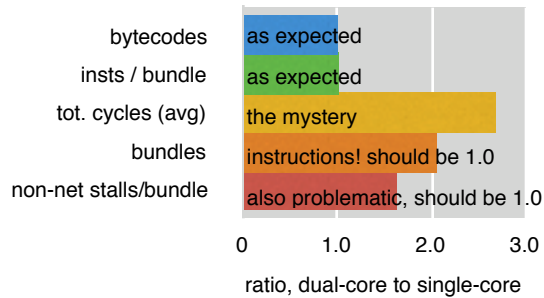 bytecodes as expected
insts / bundle as expected
tot. cycles (avg) the mystery
bundles instructions! should be 1.0
non-net stalls/bundle also problematic, should be 1.0
0 1.0 2.0 3.0
ratio, dual-core to single-core